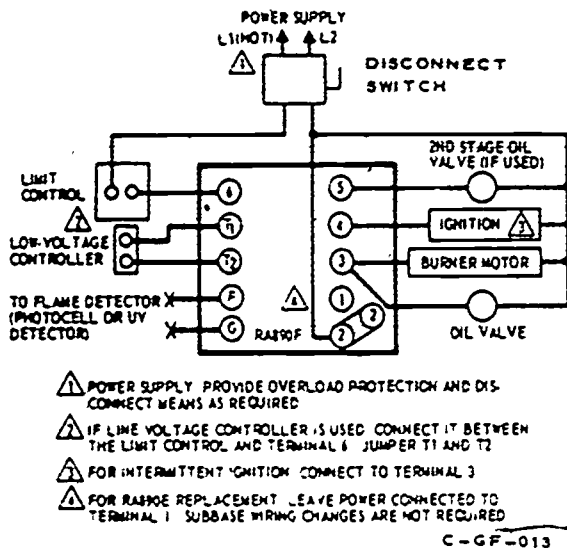 POWER SUPPLY
L1(HOT) L2
DISCONNECT
SWITCH
1
2ND STAGE OIL
VALVE (IF USED)
LIMIT
CONTROL
6
5
2
T1
4
IGNITION 3
LOW-VOLTAGE
CONTROLLER
T2
3
BURNER MOTOR
TO FLAME DETECTOR
(PHOTOCELL OR UV
DETECTOR)
F
4
1
G
RA890F
2
2
OIL VALVE
1 POWER SUPPLY PROVIDE OVERLOAD PROTECTION AND DIS-
CONNECT MEANS AS REQUIRED
2 IF LINE VOLTAGE CONTROLLER IS USED CONNECT IT BETWEEN
THE LIMIT CONTROL AND TERMINAL 6 JUMPER T1 AND T2
3 FOR INTERMITTENT IGNITION CONNECT TO TERMINAL 3
4 FOR RA890E REPLACEMENT LEAVE POWER CONNECTED TO
TERMINAL 1 SUBBASE WIRING CHANGES ARE NOT REQUIRED
C-GF-013